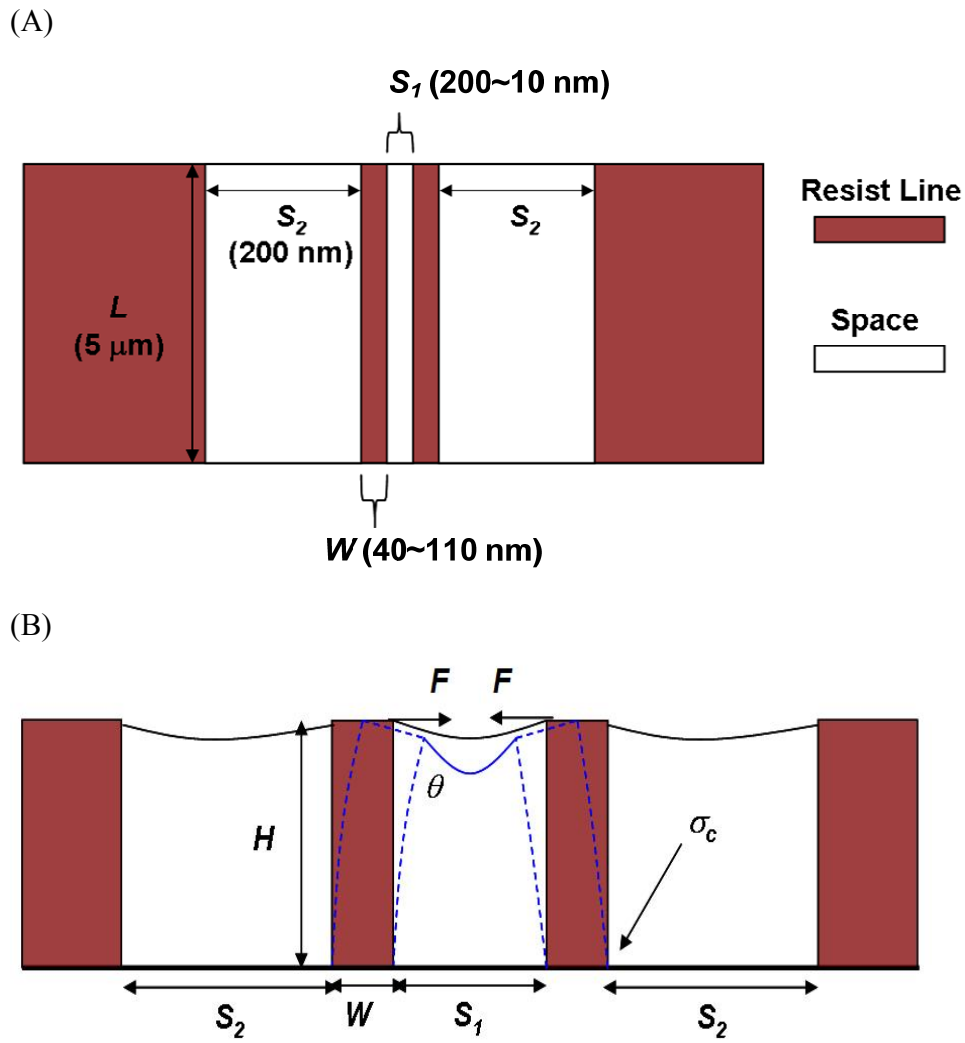 (A)
S₁ (200~10 nm)
Resist Line
S₂
(200 nm)
S₂
L
(5 μm)
Space
W (40~110 nm)
(B)
F F
θ
H
σc
S₂ W S₁ S₂